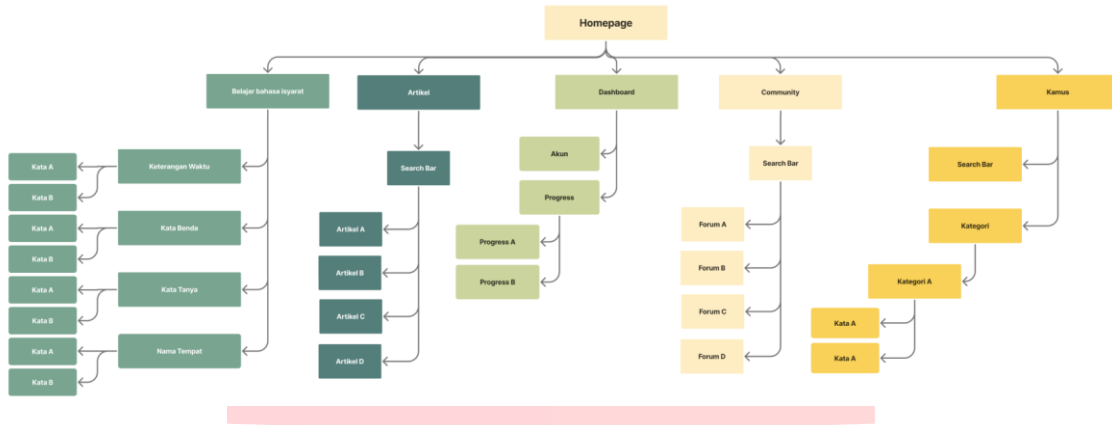 Homepage
Belajar bahasa isyarat
Artikel
Dashboard
Community
Kamus
Keterangan Waktu
Kata A
Kata B
Kata Benda
Kata A
Kata B
Kata Tanya
Kata A
Kata B
Nama Tempat
Kata A
Kata B
Search Bar
Artikel A
Artikel B
Artikel C
Artikel D
Akun
Progress
Progress A
Progress B
Search Bar
Forum A
Forum B
Forum C
Forum D
Search Bar
Kategori
Kategori A
Kata A
Kata A